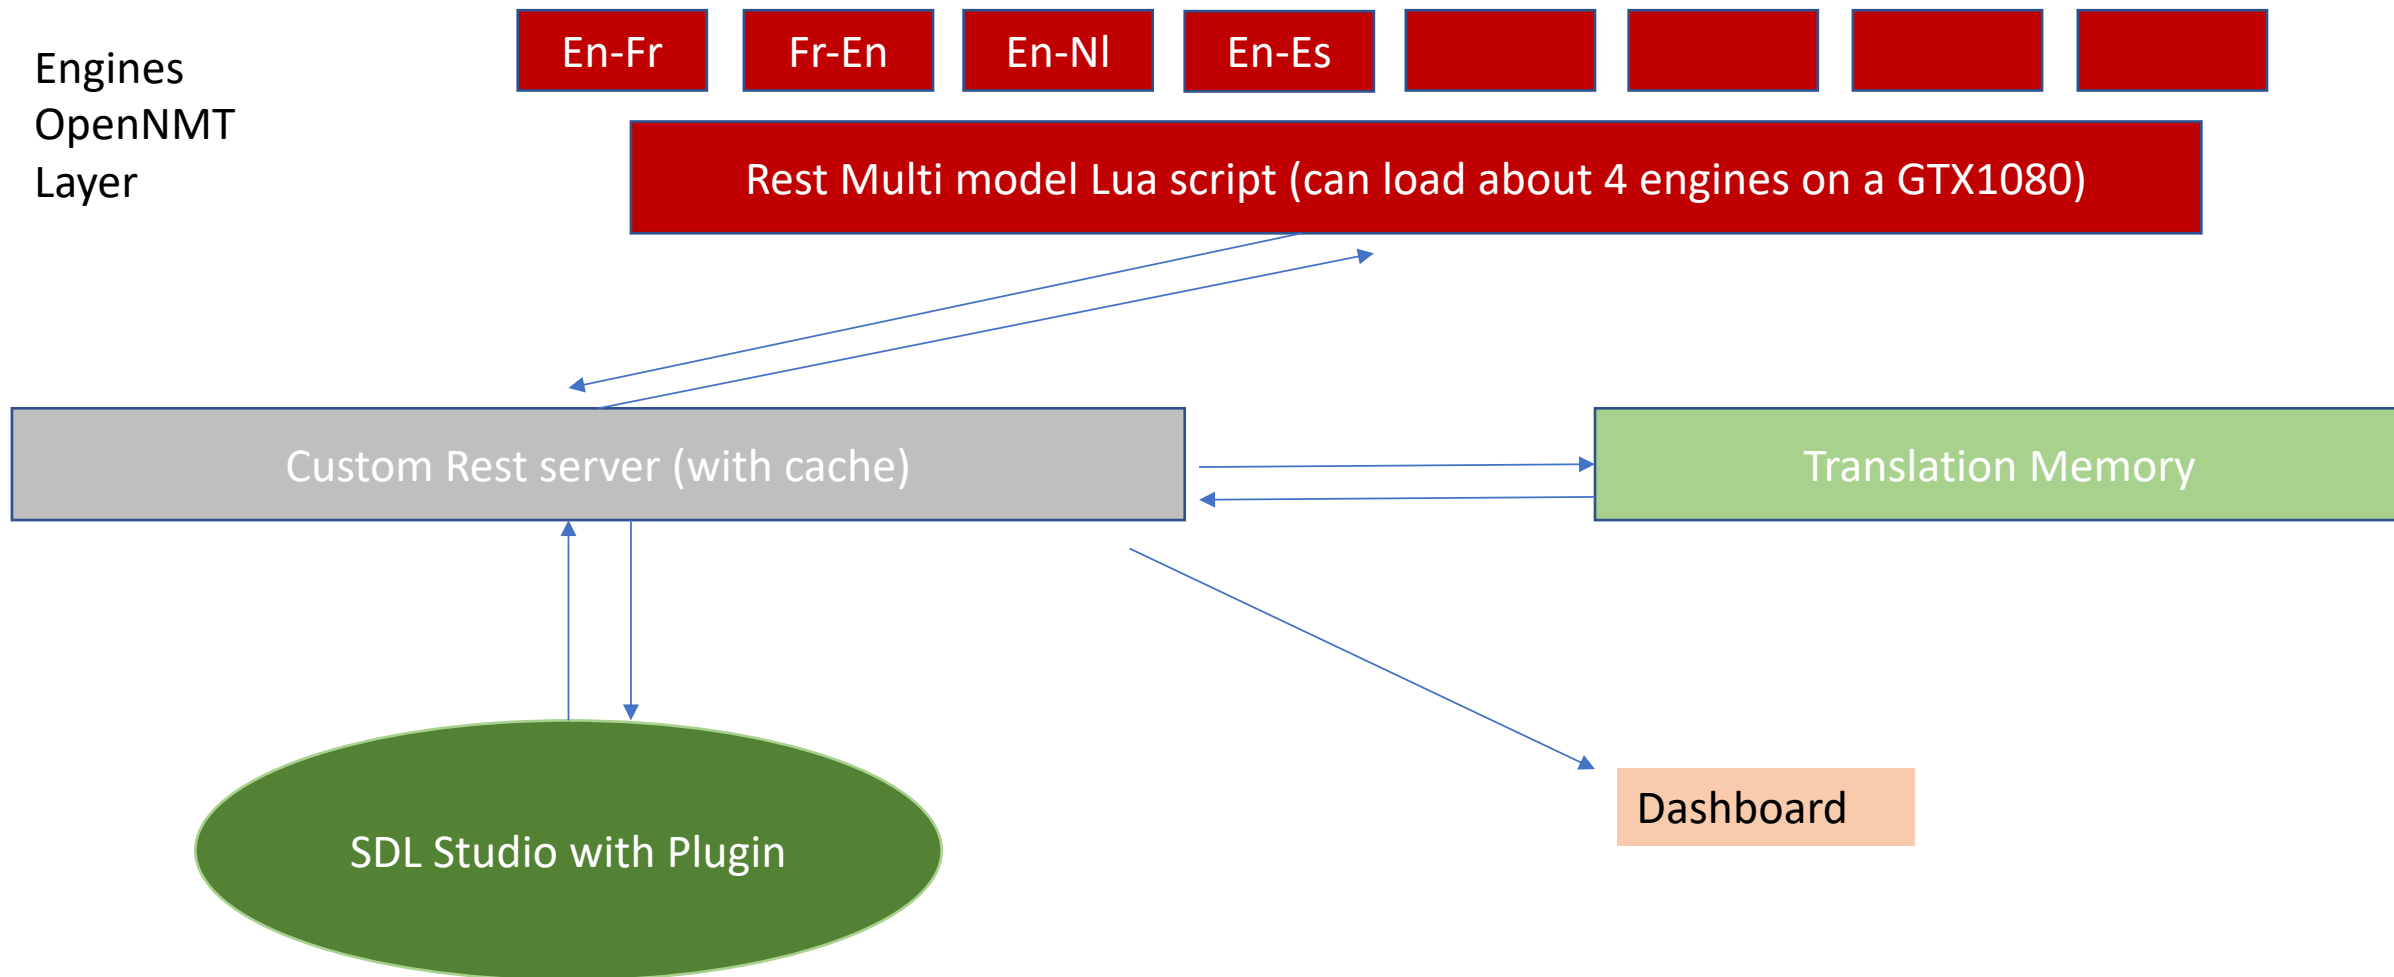 Engines
OpenNMT
Layer
En-Fr
Fr-En
En-Nl
En-Es
Rest Multi model Lua script (can load about 4 engines on a GTX1080)
Custom Rest server (with cache)
Translation Memory
SDL Studio with Plugin
Dashboard